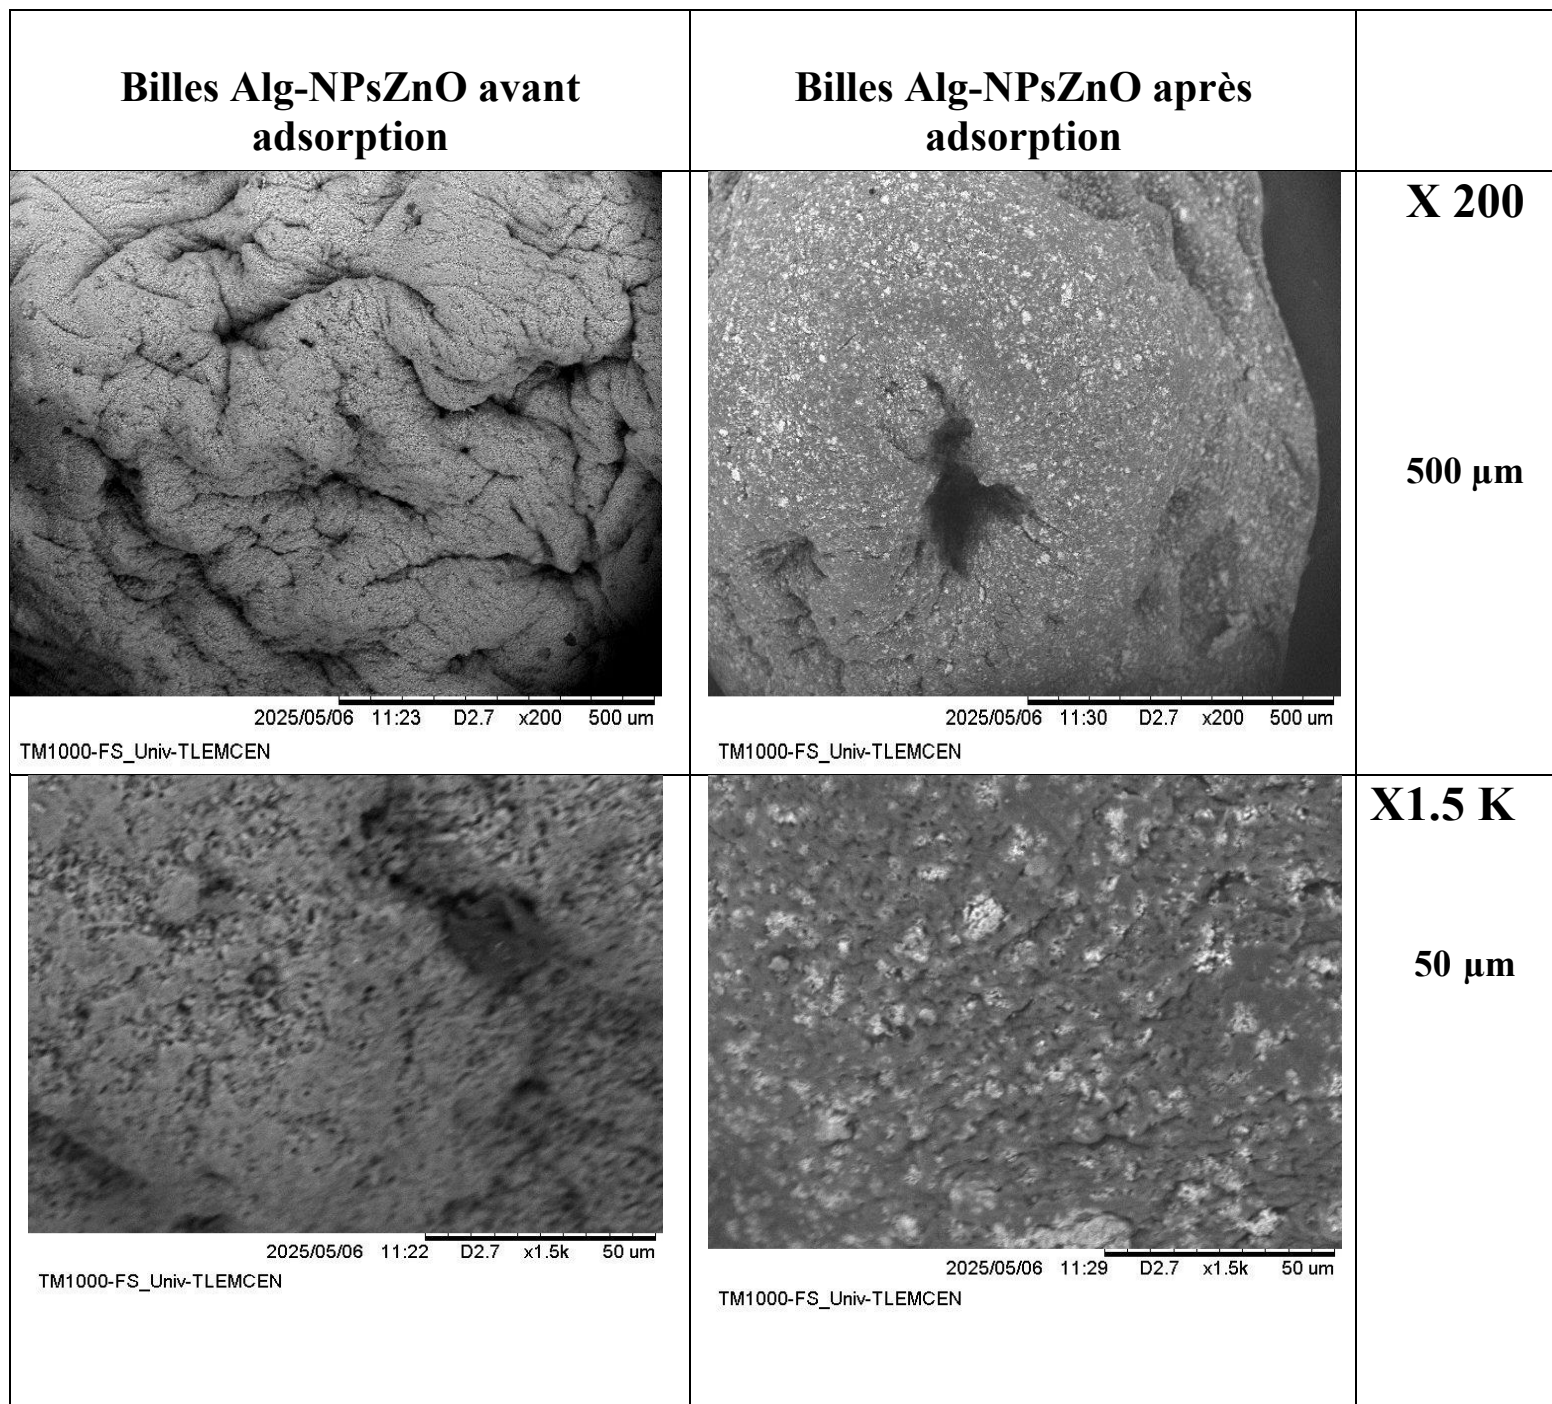 Billes Alg-NPsZnO avant
adsorption
Billes Alg-NPsZnO après
adsorption
X 200
500 µm
2025/05/06 11:23 D2.7 x200 500 um
TM1000-FS_Univ-TLEMCEN
2025/05/06 11:30 D2.7 x200 500 um
TM1000-FS_Univ-TLEMCEN
X1.5 K
50 µm
2025/05/06 11:22 D2.7 x1.5k 50 um
TM1000-FS_Univ-TLEMCEN
2025/05/06 11:29 D2.7 x1.5k 50 um
TM1000-FS_Univ-TLEMCEN